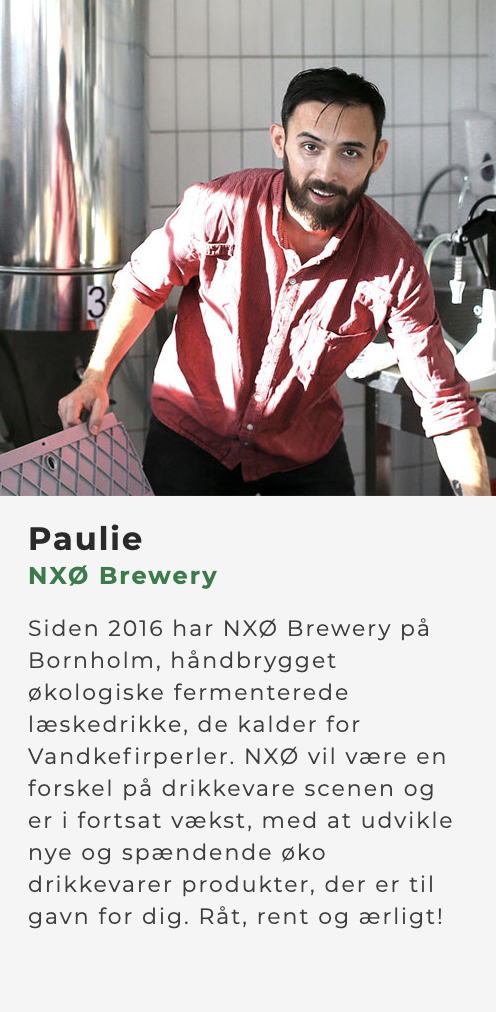 3
Paulie
NXØ Brewery
Siden 2016 har NXØ Brewery på
Bornholm, håndbrygget
økologiske fermenterede
læskedrikke, de kalder for
Vandkefirperler. NXØ vil være en
forskel på drikkevare scenen og
er i fortsat vækst, med at udvikle
nye og spændende øko
drikkevarer produkter, der er til
gavn for dig. Råt, rent og ærligt!